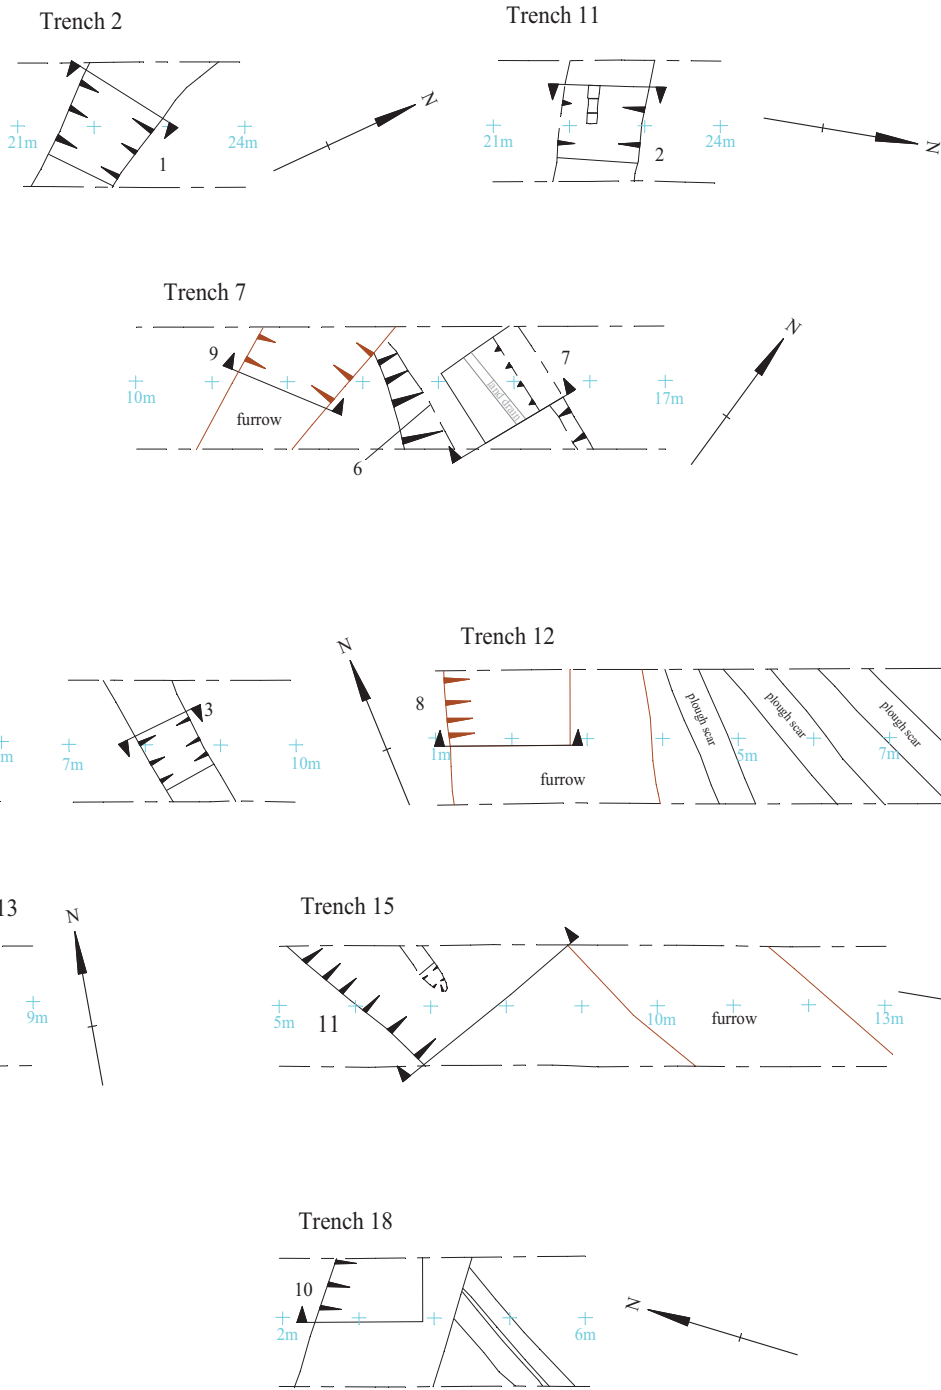 Trench 2
Trench 11
N
21m
24m
1
21m
24m
2
N
Trench 7
N
9
7
10m
17m
land drain
furrow
6
Trench 12
N
3
8
plough scar
plough scar
plough scar
m
7m
10m
1m
5m
7m
furrow
13
N
Trench 15
9m
5m
11
10m
furrow
13m
Trench 18
10
N
2m
6m